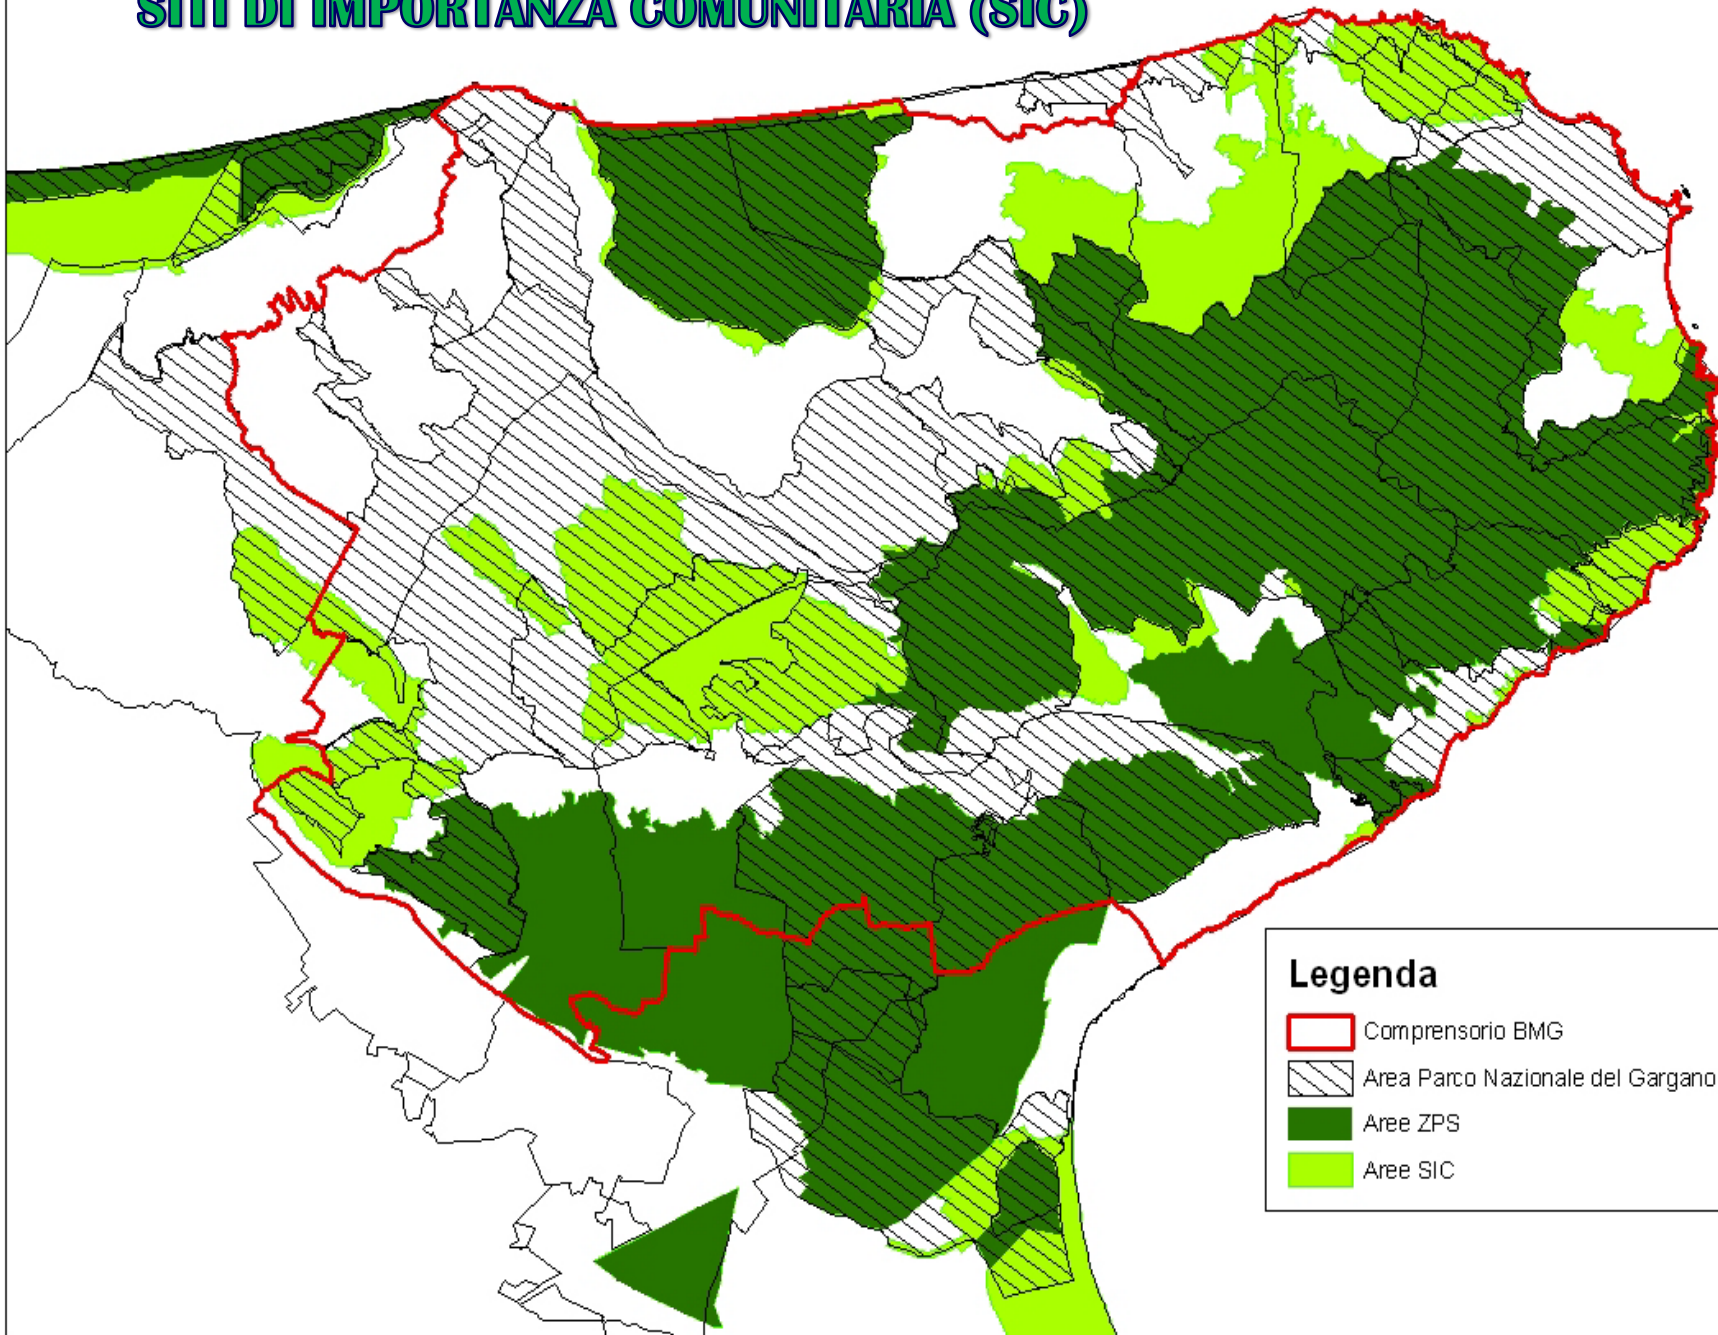 SITI DI IMPORTANZA COMUNITARIA (SIC)
Legenda
Comprensorio BMG
Area Parco Nazionale del Gargano
Aree ZPS
Aree SIC